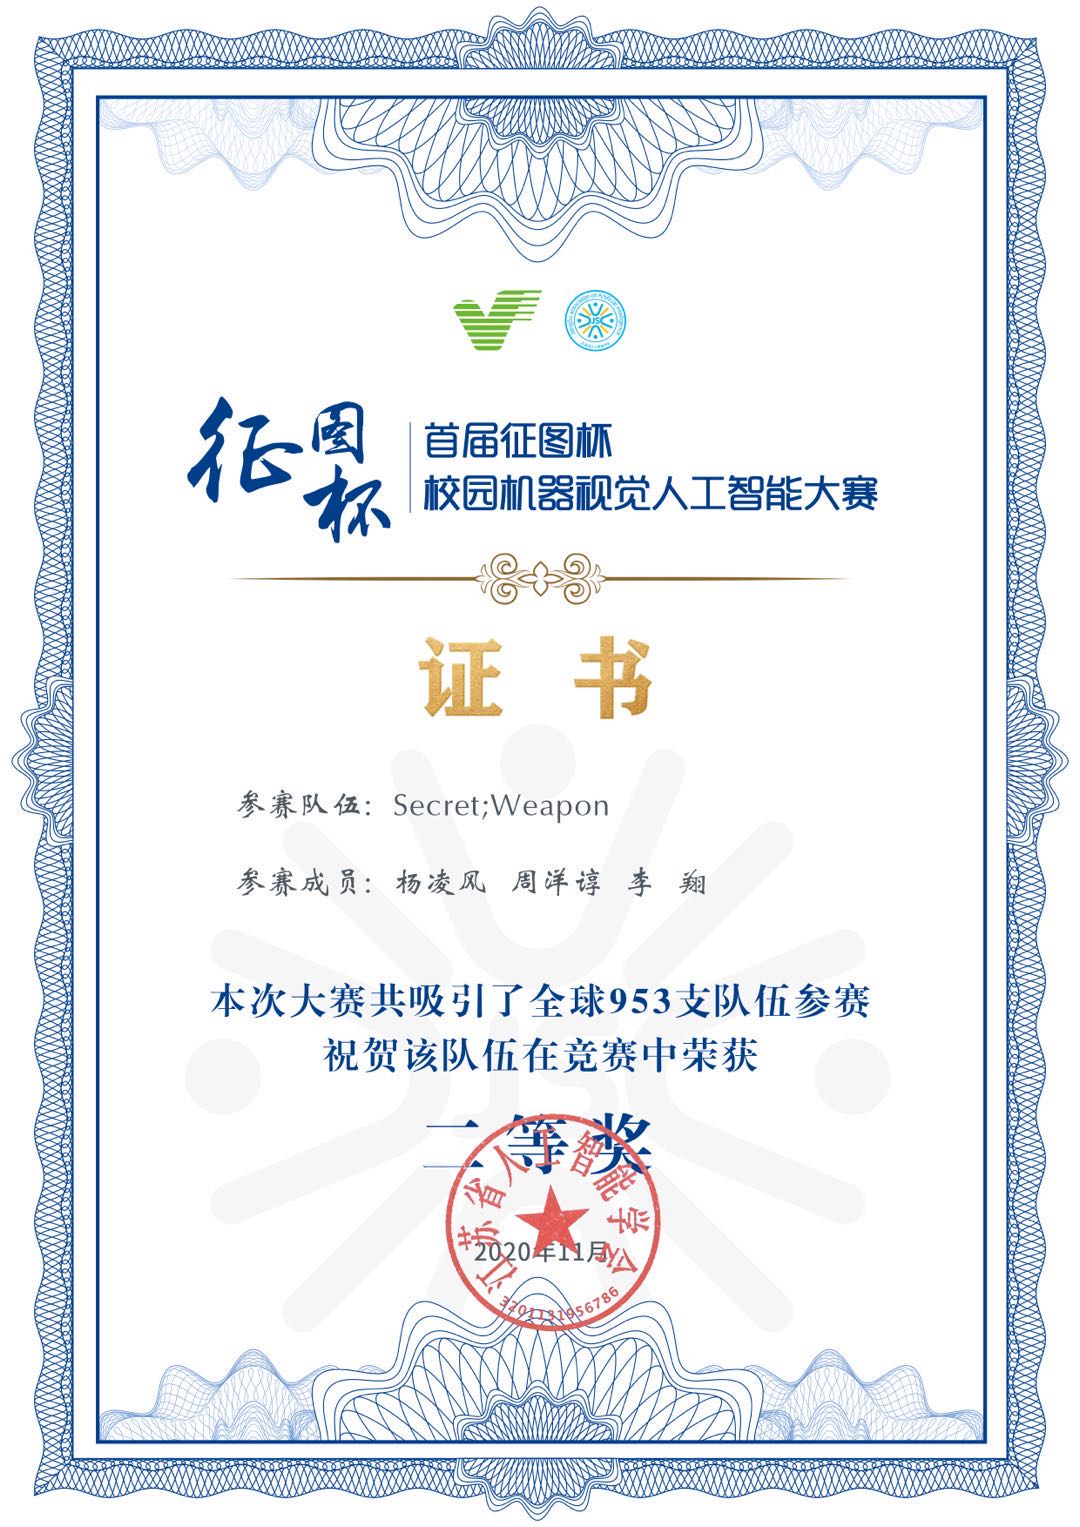 征图杯
首届征图杯
校园机器视觉人工智能大赛
证 书
参赛队伍：Secret;Weapon
参赛成员：杨凌风 周洋谆 李 翔
本次大赛共吸引了全球953支队伍参赛
祝贺该队伍在竞赛中荣获
二等奖
江苏省人工智能学会
2020年11月
3201131956786